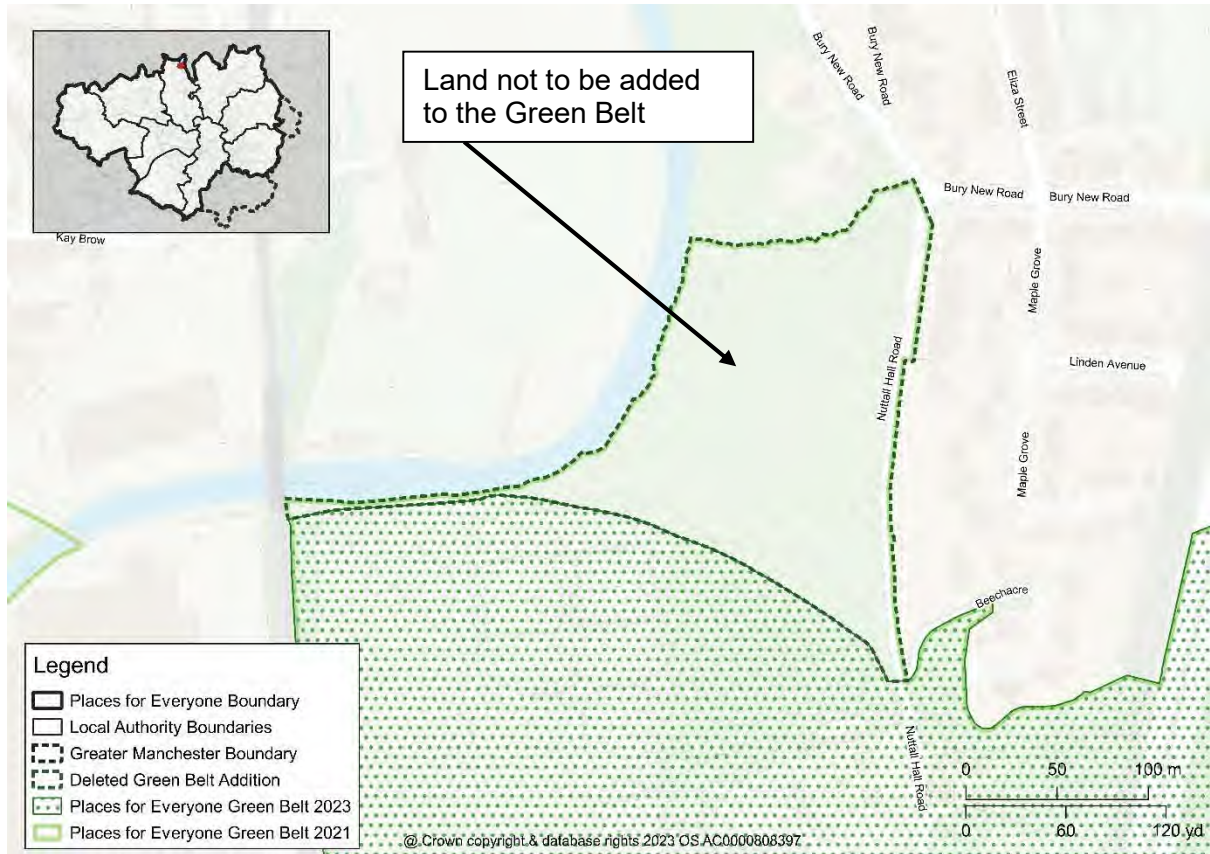 Land not to be added
to the Green Belt
Bury New Road
Bury New Road
Eliza Street
Kay Brow
Bury New Road
Bury New Road
Maple Grove
Nuttall Hall Road
Linden Avenue
Maple Grove
Beechacre
Nuttall Hall Road
Legend
Places for Everyone Boundary
Local Authority Boundaries
Greater Manchester Boundary
Deleted Green Belt Addition
Places for Everyone Green Belt 2023
Places for Everyone Green Belt 2021
0 50 100 m
0 60 120 yd
@ Crown copyright & database rights 2023 OS AC0000808397